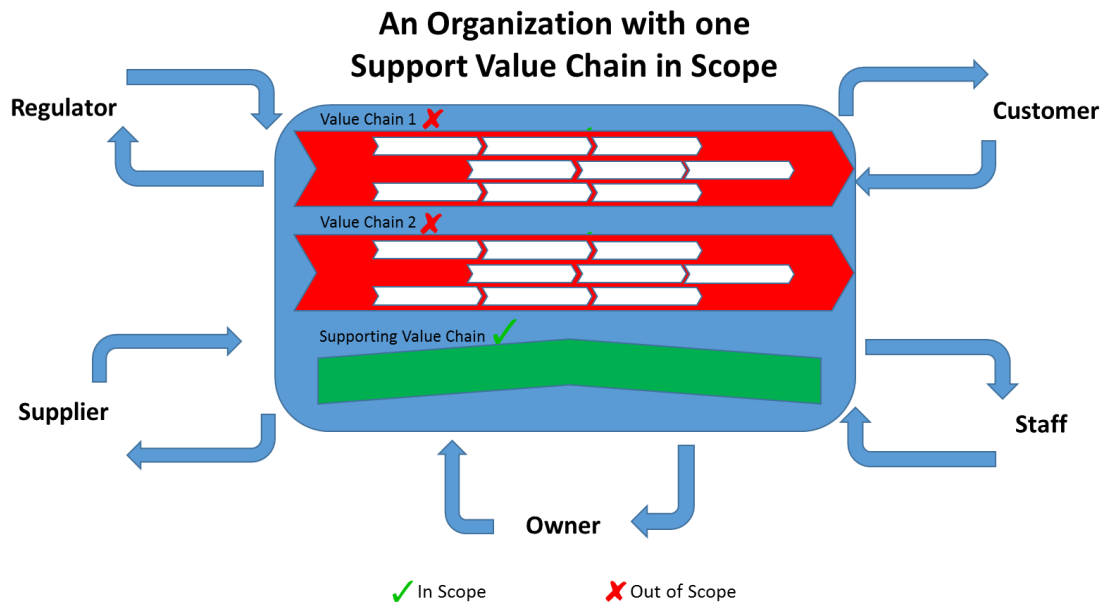 An Organization with one
Support Value Chain in Scope
Regulator
Customer
Value Chain 1
Value Chain 2
Supporting Value Chain
Supplier
Staff
Owner
In Scope
Out of Scope